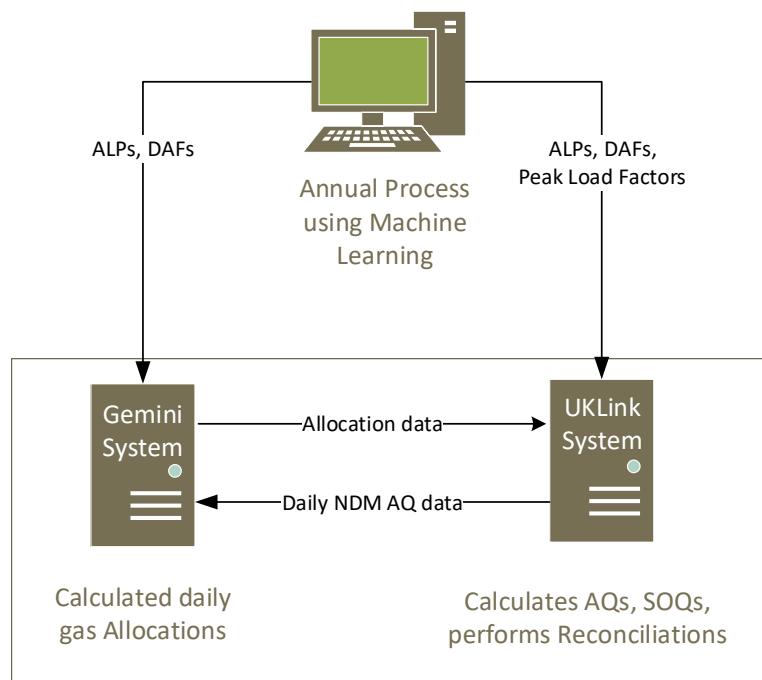 ALPs, DAFs
ALPs, DAFs,
Peak Load Factors
Annual Process
using Machine
Learning
Gemini
System
Allocation data
UKLink
System
Daily NDM AQ data
Calculated daily
gas Allocations
Calculates AQs, SOQs,
performs Reconciliations